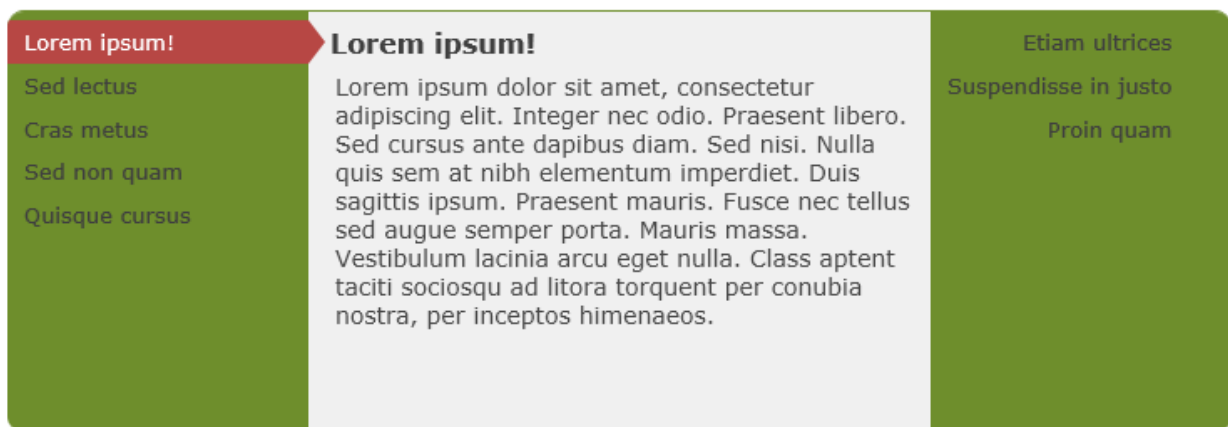 Lorem ipsum!
Sed lectus
Cras metus
Sed non quam
Quisque cursus
Lorem ipsum!
Lorem ipsum dolor sit amet, consectetur
adipiscing elit. Integer nec odio. Praesent libero.
Sed cursus ante dapibus diam. Sed nisi. Nulla
quis sem at nibh elementum imperdiet. Duis
sagittis ipsum. Praesent mauris. Fusce nec tellus
sed augue semper porta. Mauris massa.
Vestibulum lacinia arcu eget nulla. Class aptent
taciti sociosqu ad litora torquent per conubia
nostra, per inceptos himenaeos.
Etiam ultrices
Suspendisse in justo
Proin quam